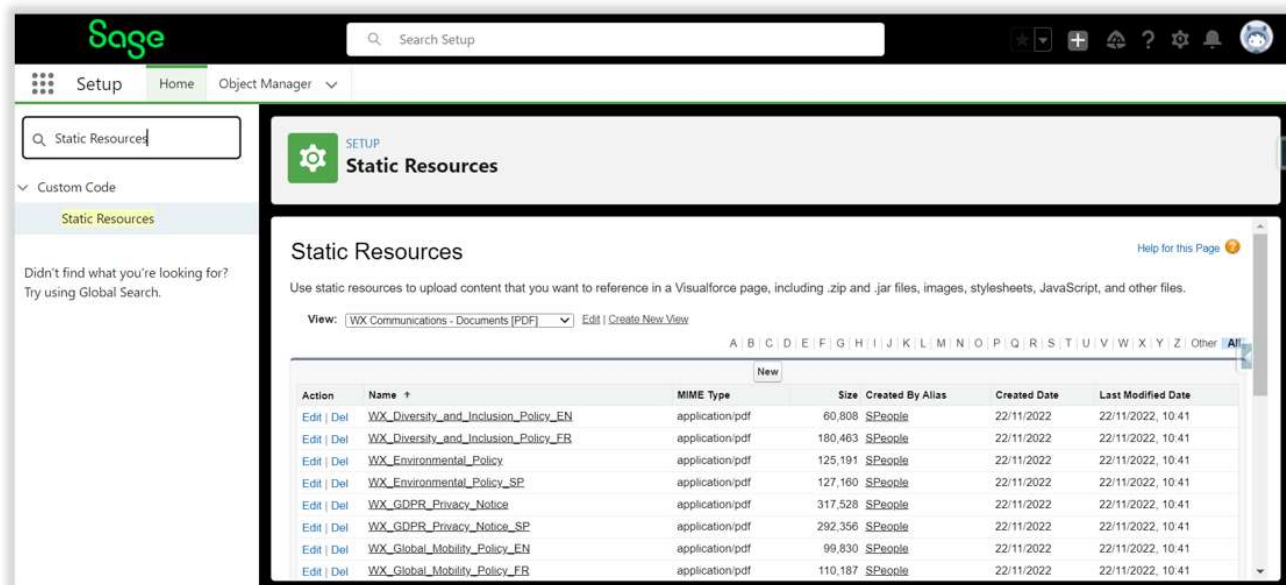 Sage
Search Setup
Setup Home Object Manager
Static Resources
Custom Code
Static Resources
Didn't find what you're looking for?
Try using Global Search.
SETUP
Static Resources
Static Resources
Help for this Page
Use static resources to upload content that you want to reference in a Visualforce page, including .zip and .jar files, images, stylesheets, JavaScript, and other files.
View: WX Communications - Documents [PDF] Edit | Create New View
A | B | C | D | E | F | G | H | I | J | K | L | M | N | O | P | Q | R | S | T | U | V | W | X | Y | Z | Other | All
New
Action Name ↑ MIME Type Size Created By Alias Created Date Last Modified Date
Edit | Del WX_Diversity_and_Inclusion_Policy_EN application/pdf 60,808 SPeople 22/11/2022 22/11/2022, 10:41
Edit | Del WX_Diversity_and_Inclusion_Policy_FR application/pdf 180,463 SPeople 22/11/2022 22/11/2022, 10:41
Edit | Del WX_Environmental_Policy application/pdf 125,191 SPeople 22/11/2022 22/11/2022, 10:41
Edit | Del WX_Environmental_Policy_SP application/pdf 127,160 SPeople 22/11/2022 22/11/2022, 10:41
Edit | Del WX_GDPR_Privacy_Notice application/pdf 317,528 SPeople 22/11/2022 22/11/2022, 10:41
Edit | Del WX_GDPR_Privacy_Notice_SP application/pdf 292,356 SPeople 22/11/2022 22/11/2022, 10:41
Edit | Del WX_Global_Mobility_Policy_EN application/pdf 99,830 SPeople 22/11/2022 22/11/2022, 10:41
Edit | Del WX_Global_Mobility_Policy_FR application/pdf 110,187 SPeople 22/11/2022 22/11/2022, 10:41